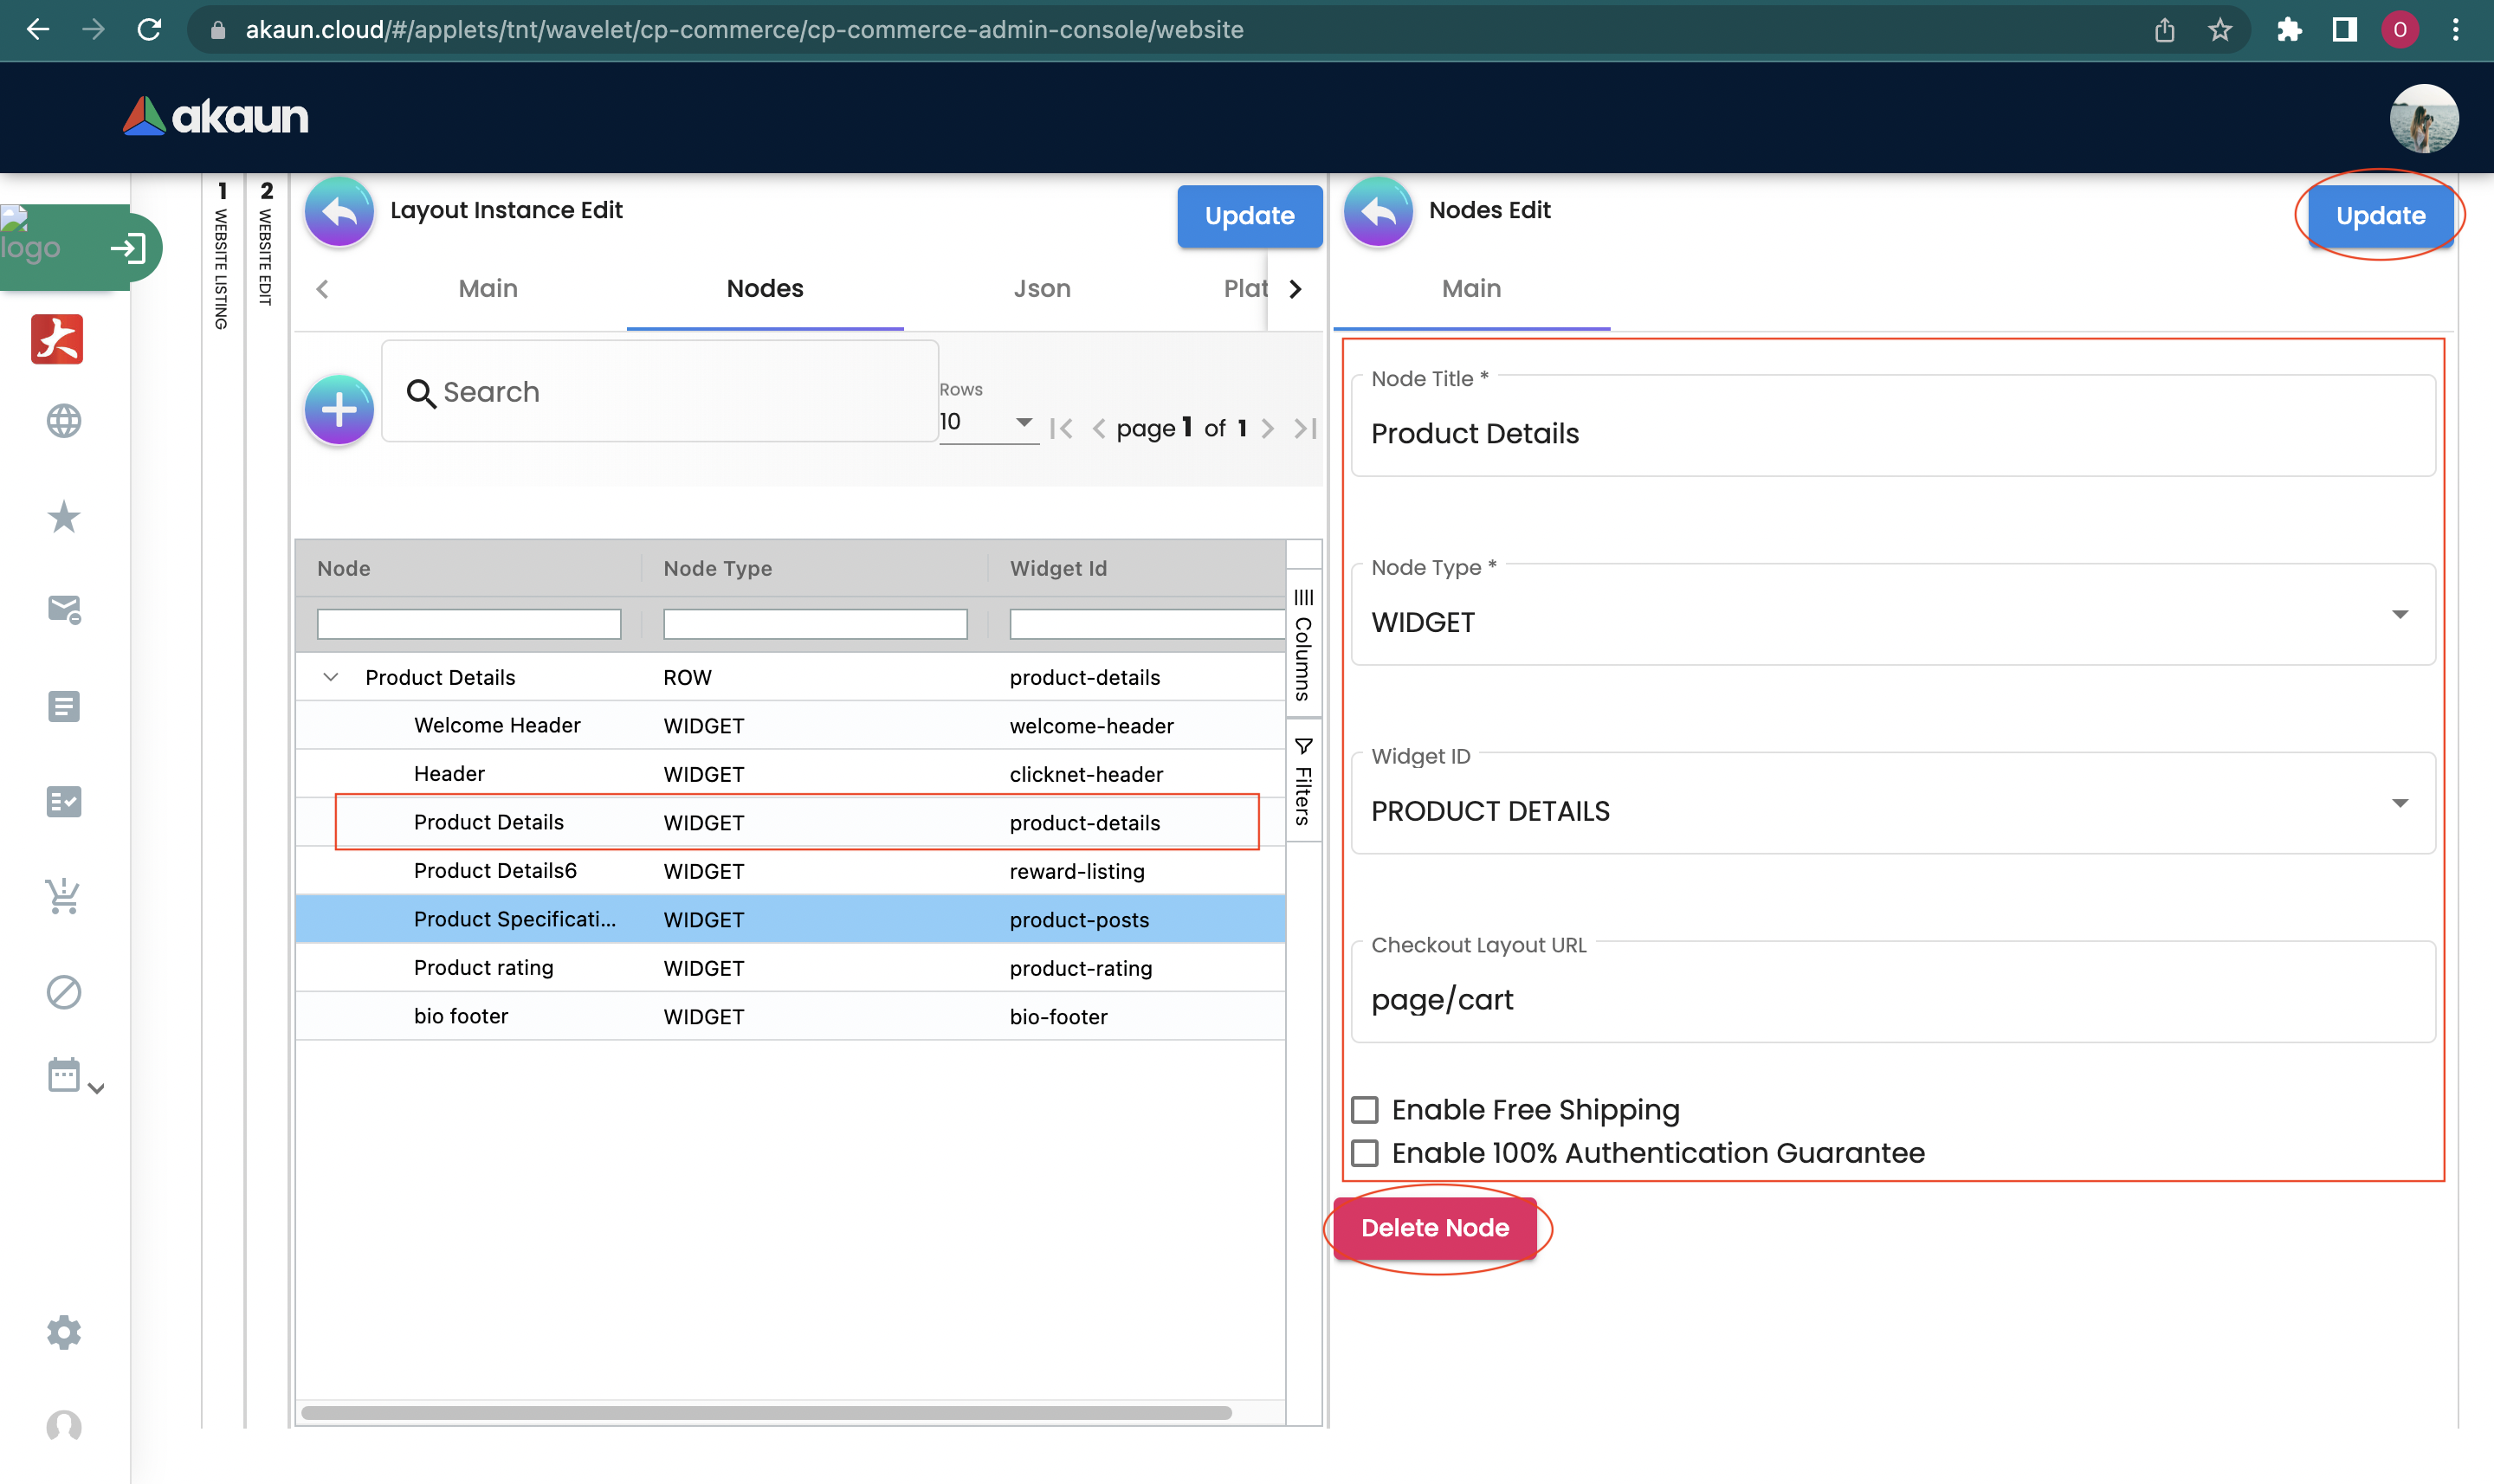 akaun.cloud/#/applets/tnt/wavelet/cp-commerce/cp-commerce-admin-console/website
O
akaun
logo
1 WEBSITE LISTING
2 WEBSITE EDIT
Layout Instance Edit
Update
Main
Nodes
Json
Plat
Search
Rows
10
page 1 of 1
Node Node Type Widget Id
Product Details ROW product-details
Welcome Header WIDGET welcome-header
Header WIDGET clicknet-header
Product Details WIDGET product-details
Product Details6 WIDGET reward-listing
Product Specificati... WIDGET product-posts
Product rating WIDGET product-rating
bio footer WIDGET bio-footer
Columns
Filters
Nodes Edit
Update
Main
Node Title *
Product Details
Node Type *
WIDGET
Widget ID
PRODUCT DETAILS
Checkout Layout URL
page/cart
Enable Free Shipping
Enable 100% Authentication Guarantee
Delete Node